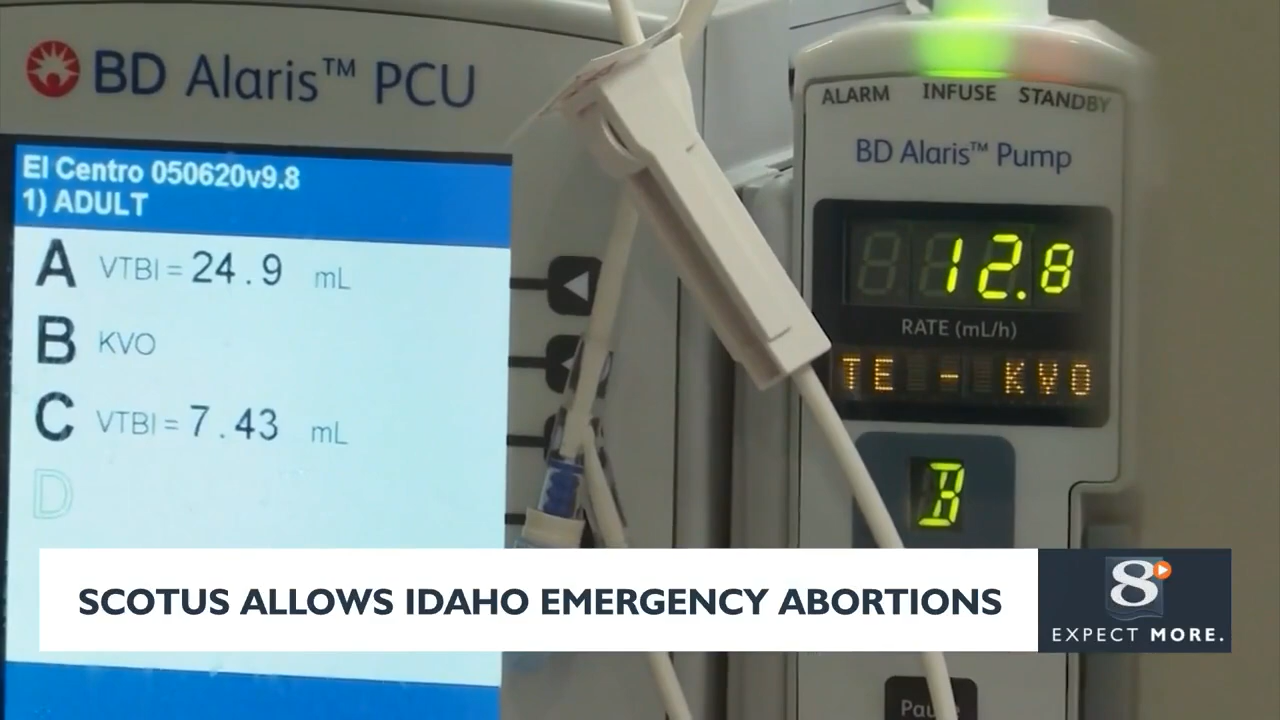 BD Alaris™ PCU
El Centro 050620v9.8
1) ADULT
A VTBI = 24.9 mL
B KVO
C VTBI = 7.43 mL
D
ALARM INFUSE STANDBY
BD Alaris™ Pump
12.8
RATE (mL/h)
TE - KVO
B
SCOTUS ALLOWS IDAHO EMERGENCY ABORTIONS
8
EXPECT MORE.